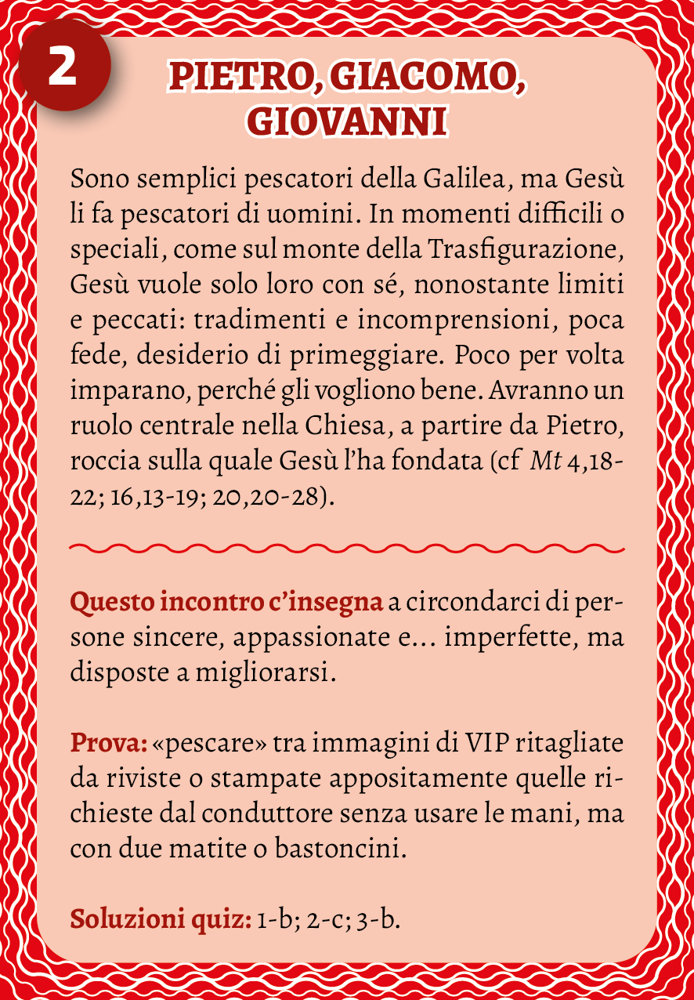 2
PIETRO, GIACOMO,
GIOVANNI
Sono semplici pescatori della Galilea, ma Gesù
li fa pescatori di uomini. In momenti difficili o
speciali, come sul monte della Trasfigurazione,
Gesù vuole solo loro con sé, nonostante limiti
e peccati: tradimenti e incomprensioni, poca
fede, desiderio di primeggiare. Poco per volta
imparano, perché gli vogliono bene. Avranno un
ruolo centrale nella Chiesa, a partire da Pietro,
roccia sulla quale Gesù l’ha fondata (cf Mt 4,18-
22; 16,13-19; 20,20-28).
Questo incontro c’insegna a circondarci di per-
sone sincere, appassionate e... imperfette, ma
disposte a migliorarsi.
Prova: «pescare» tra immagini di VIP ritagliate
da riviste o stampate appositamente quelle ri-
chieste dal conduttore senza usare le mani, ma
con due matite o bastoncini.
Soluzioni quiz: 1-b; 2-c; 3-b.